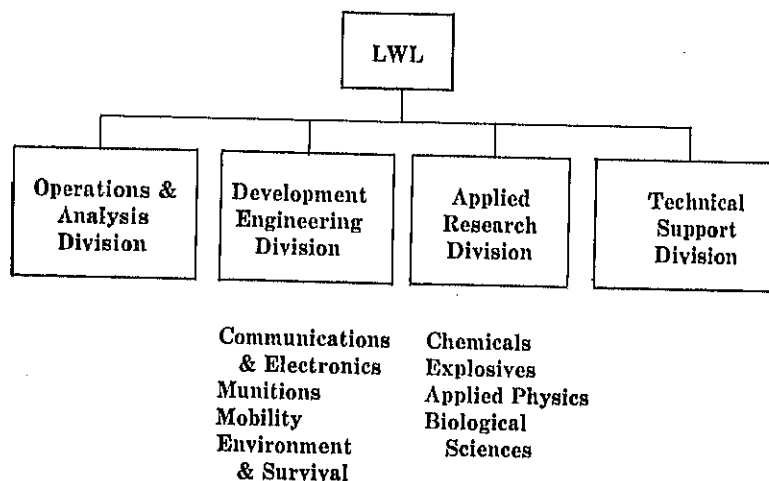 LWL
Operations &
Analysis
Division
Development
Engineering
Division
Applied
Research
Division
Technical
Support
Division
Communications
& Electronics
Munitions
Mobility
Environment
& Survival
Chemicals
Explosives
Applied Physics
Biological
Sciences